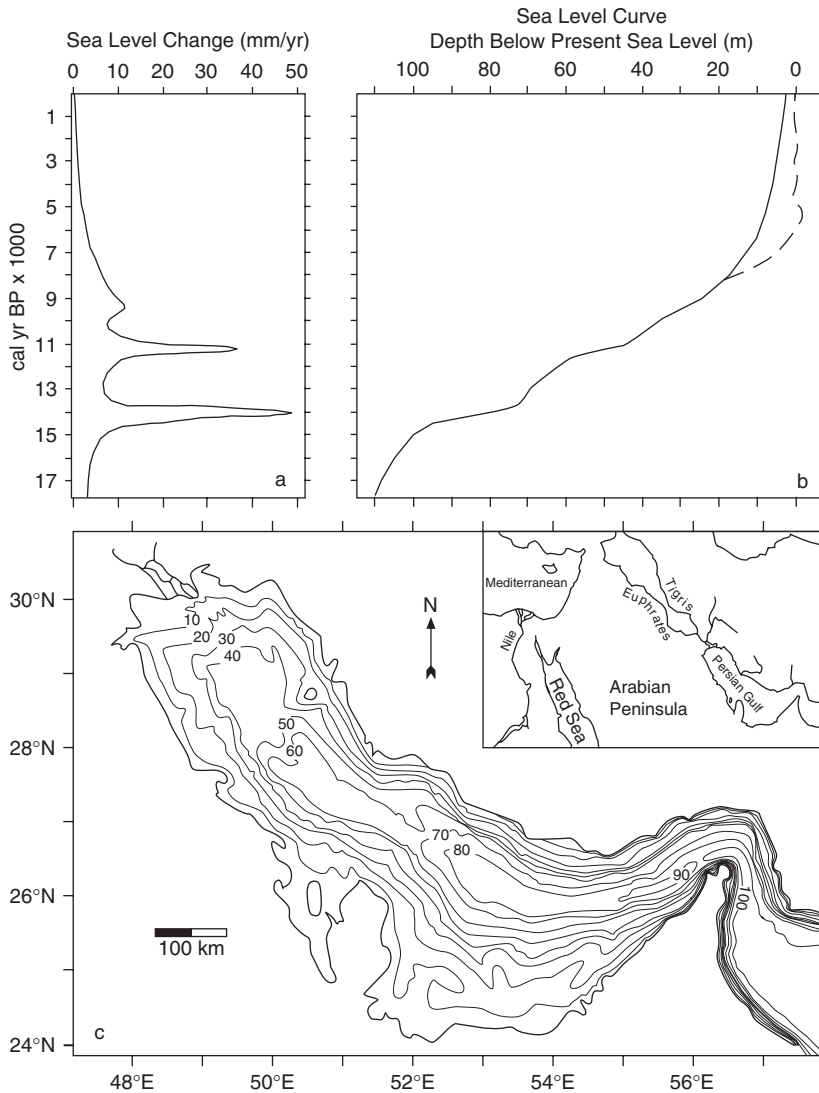 Sea Level Change (mm/yr)
0 10 20 30 40 50
Sea Level Curve
Depth Below Present Sea Level (m)
100 80 60 40 20 0
cal yr BP x 1000
1
3
5
7
9
11
13
15
17
a
b
30°N
28°N
26°N
24°N
10
20
30
40
50
60
70
80
90
100
N
100 km
c
Mediterranean
Nile
Red Sea
Euphrates
Tigris
Arabian
Peninsula
Persian Gulf
48°E 50°E 52°E 54°E 56°E